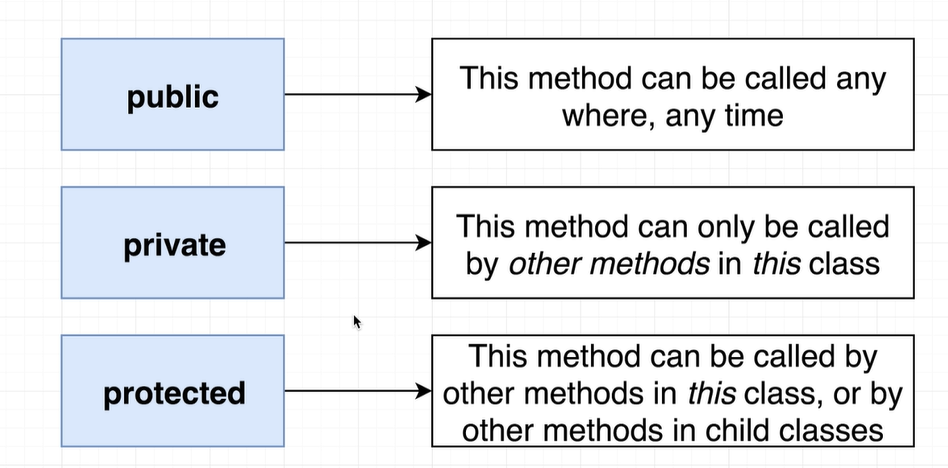 public
This method can be called any
where, any time
private
This method can only be called
by other methods in this class
protected
This method can be called by
other methods in this class, or by
other methods in child classes